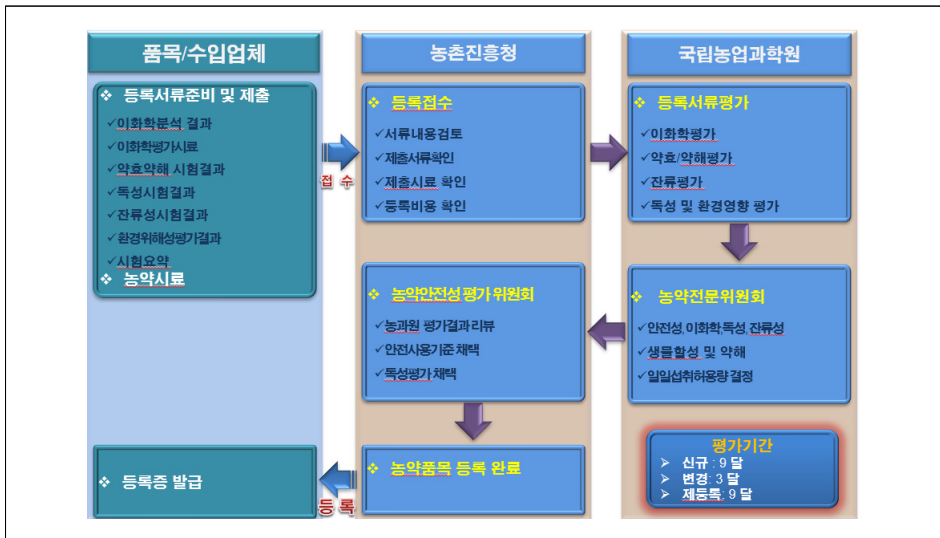 품목/수입업체
❖ 등록서류준비 및 제출
✓이화학분석 결과
✓이화학평가시료
✓약효약해 시험결과
✓독성시험결과
✓잔류성시험결과
✓환경위해성평가결과
✓시험요약
❖ 농약시료
접 수
농촌진흥청
❖ 등록접수
✓서류내용검토
✓제출서류확인
✓제출시료 확인
✓등록비용 확인
국립농업과학원
❖ 등록서류평가
✓이화학평가
✓약효/약해평가
✓잔류평가
✓독성 및 환경영향 평가
❖ 농약전문위원회
✓안전성, 이화학,독성, 잔류성
✓생물활성 및 약해
✓일일섭취허용량 결정
❖ 농약안전성 평가 위원회
✓농과원 평가결과 리뷰
✓안전사용기준 채택
✓독성평가 채택
❖ 농약품목 등록 완료
등 록
❖ 등록증 발급
평가기간
➢ 신규 : 9 달
➢ 변경 : 3 달
➢ 제등록: 9 달